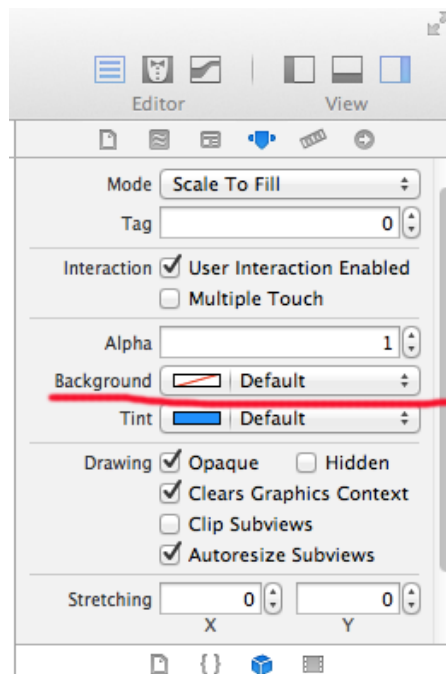 Editor View
Mode Scale To Fill
Tag 0
Interaction User Interaction Enabled
Multiple Touch
Alpha 1
Background Default
Tint Default
Drawing Opaque Hidden
Clears Graphics Context
Clip Subviews
Autoresize Subviews
Stretching 0 0
X Y
{ }